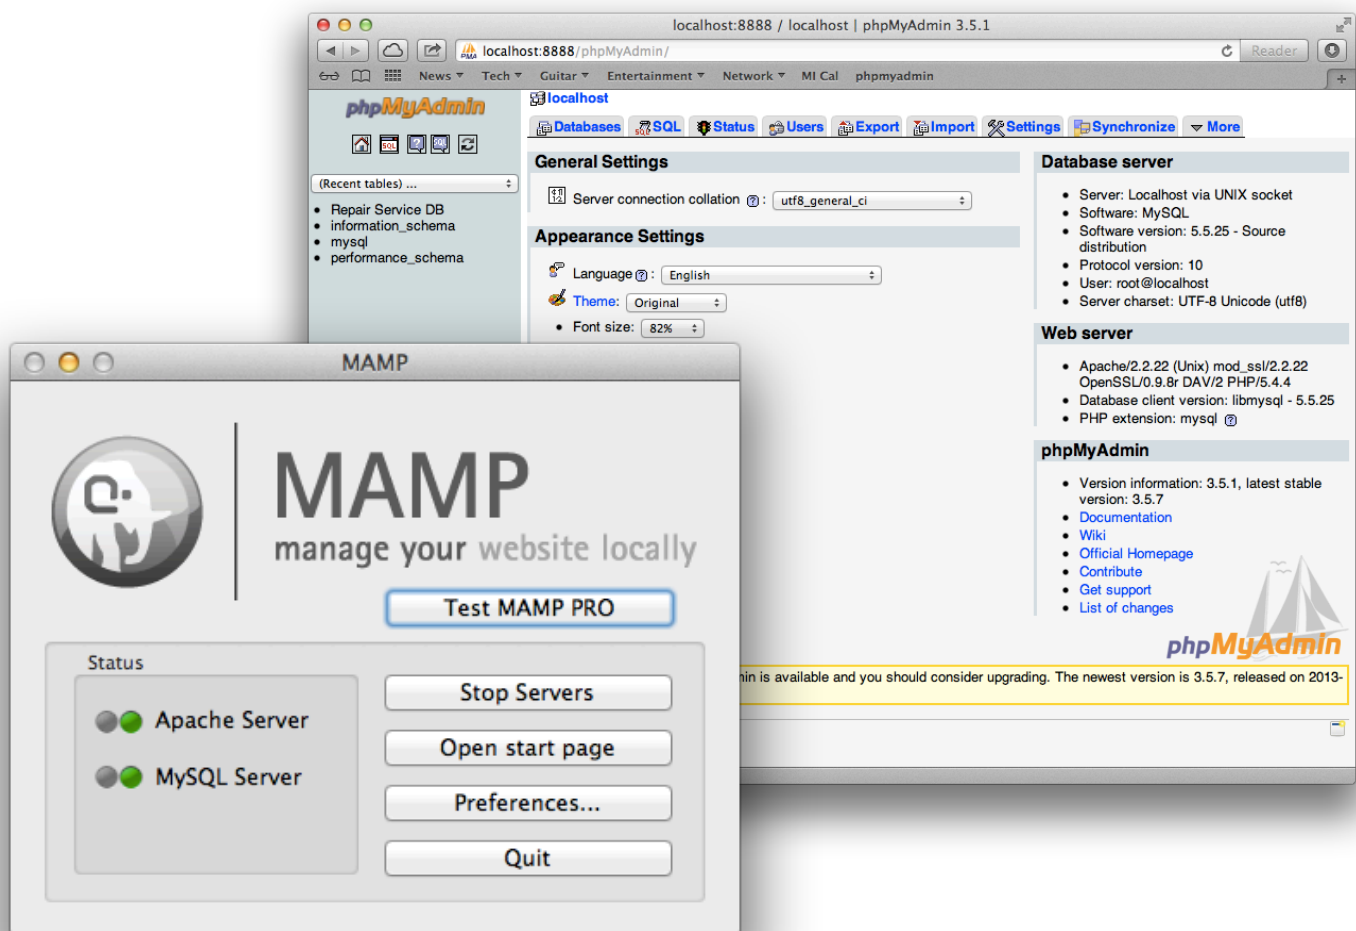 localhost:8888 / localhost | phpMyAdmin 3.5.1
PMA localhost:8888/phpMyAdmin/ Reader
News Tech Guitar Entertainment Network MI Cal phpmyadmin
phpMyAdmin
SQL
SQL
(Recent tables) ...
Repair Service DB
information_schema
mysql
performance_schema
localhost
Databases SQL Status Users Export Import Settings Synchronize More
General Settings
Server connection collation : utf8_general_ci
Appearance Settings
Language : English
Theme: Original
Font size: 82%
Database server
Server: Localhost via UNIX socket
Software: MySQL
Software version: 5.5.25 - Source
distribution
Protocol version: 10
User: root@localhost
Server charset: UTF-8 Unicode (utf8)
Web server
Apache/2.2.22 (Unix) mod_ssl/2.2.22
OpenSSL/0.9.8r DAV/2 PHP/5.4.4
Database client version: libmysql - 5.5.25
PHP extension: mysql
phpMyAdmin
Version information: 3.5.1, latest stable
version: 3.5.7
Documentation
Wiki
Official Homepage
Contribute
Get support
List of changes
phpMyAdmin
is available and you should consider upgrading. The newest version is 3.5.7, released on 2013-
MAMP
MAMP
manage your website locally
Test MAMP PRO
Status
Apache Server
MySQL Server
Stop Servers
Open start page
Preferences...
Quit